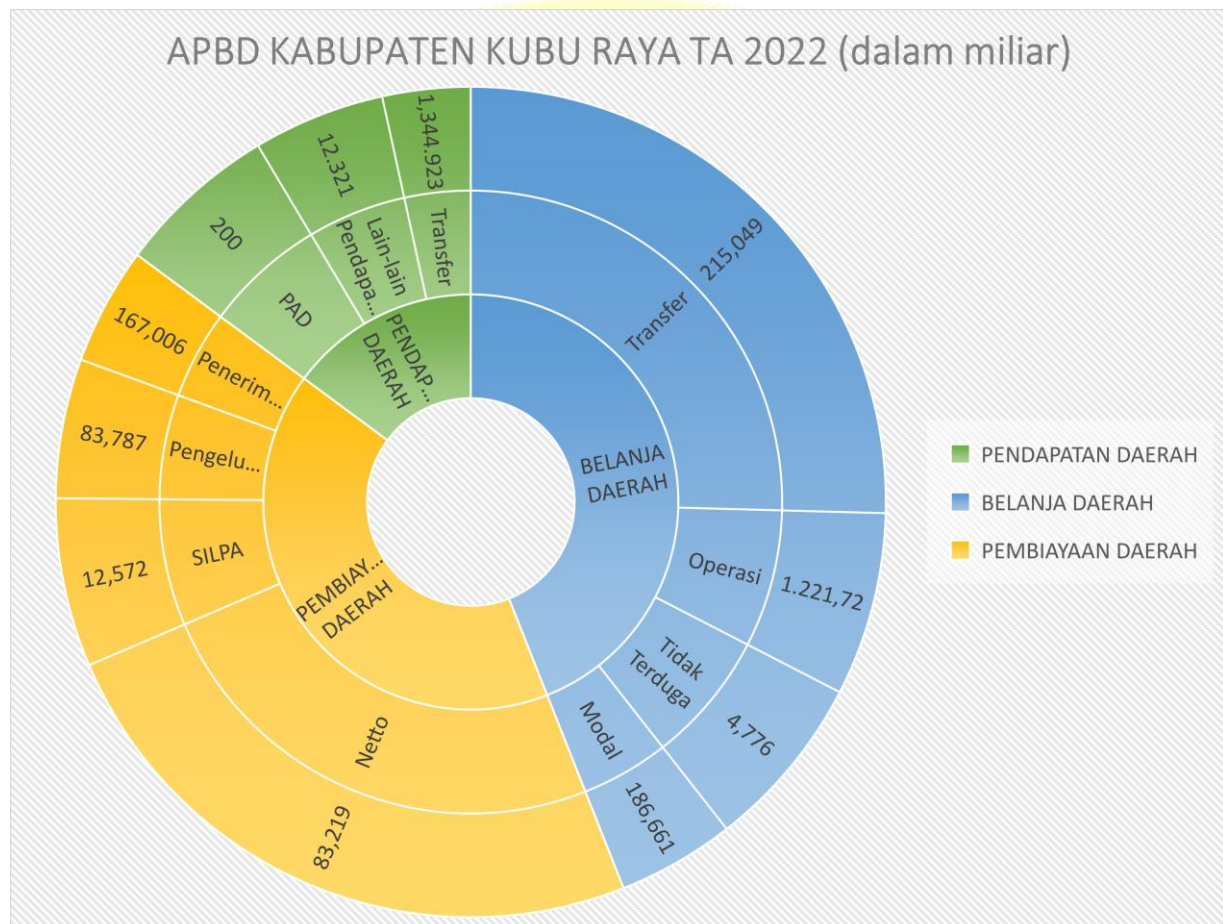 APBD KABUPATEN KUBU RAYA TA 2022 (dalam miliar)
BELANJA
DAERAH
Transfer
215,049
Operasi
1.221,72
Tidak
Terduga
4,776
Modal
186,661
PEMBIAY...
DAERAH
Netto
83,219
SILPA
12,572
Pengelu...
83,787
Penerim...
167,006
PENDAP...
DAERAH
PAD
200
Lain-lain
Pendapa...
12.321
Transfer
1,344.923
PENDAPATAN DAERAH
BELANJA DAERAH
PEMBIAYAAN DAERAH